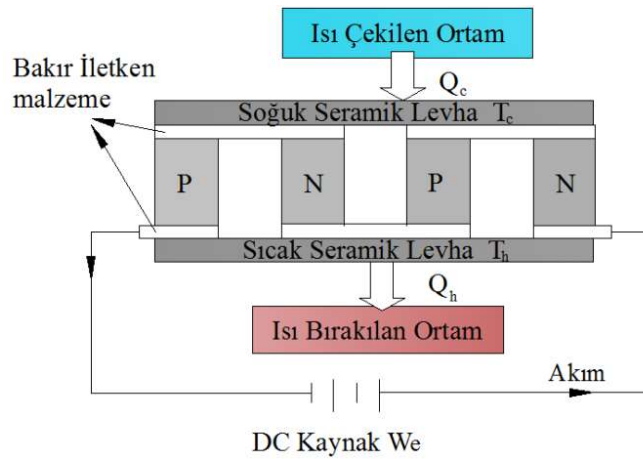 Isı Çekilen Ortam
Bakır İletken
malzeme
Qc
Soğuk Seramik Levha Tc
P
N
P
N
Sıcak Seramik Levha Th
Qh
Isı Bırakılan Ortam
Akım
DC Kaynak We